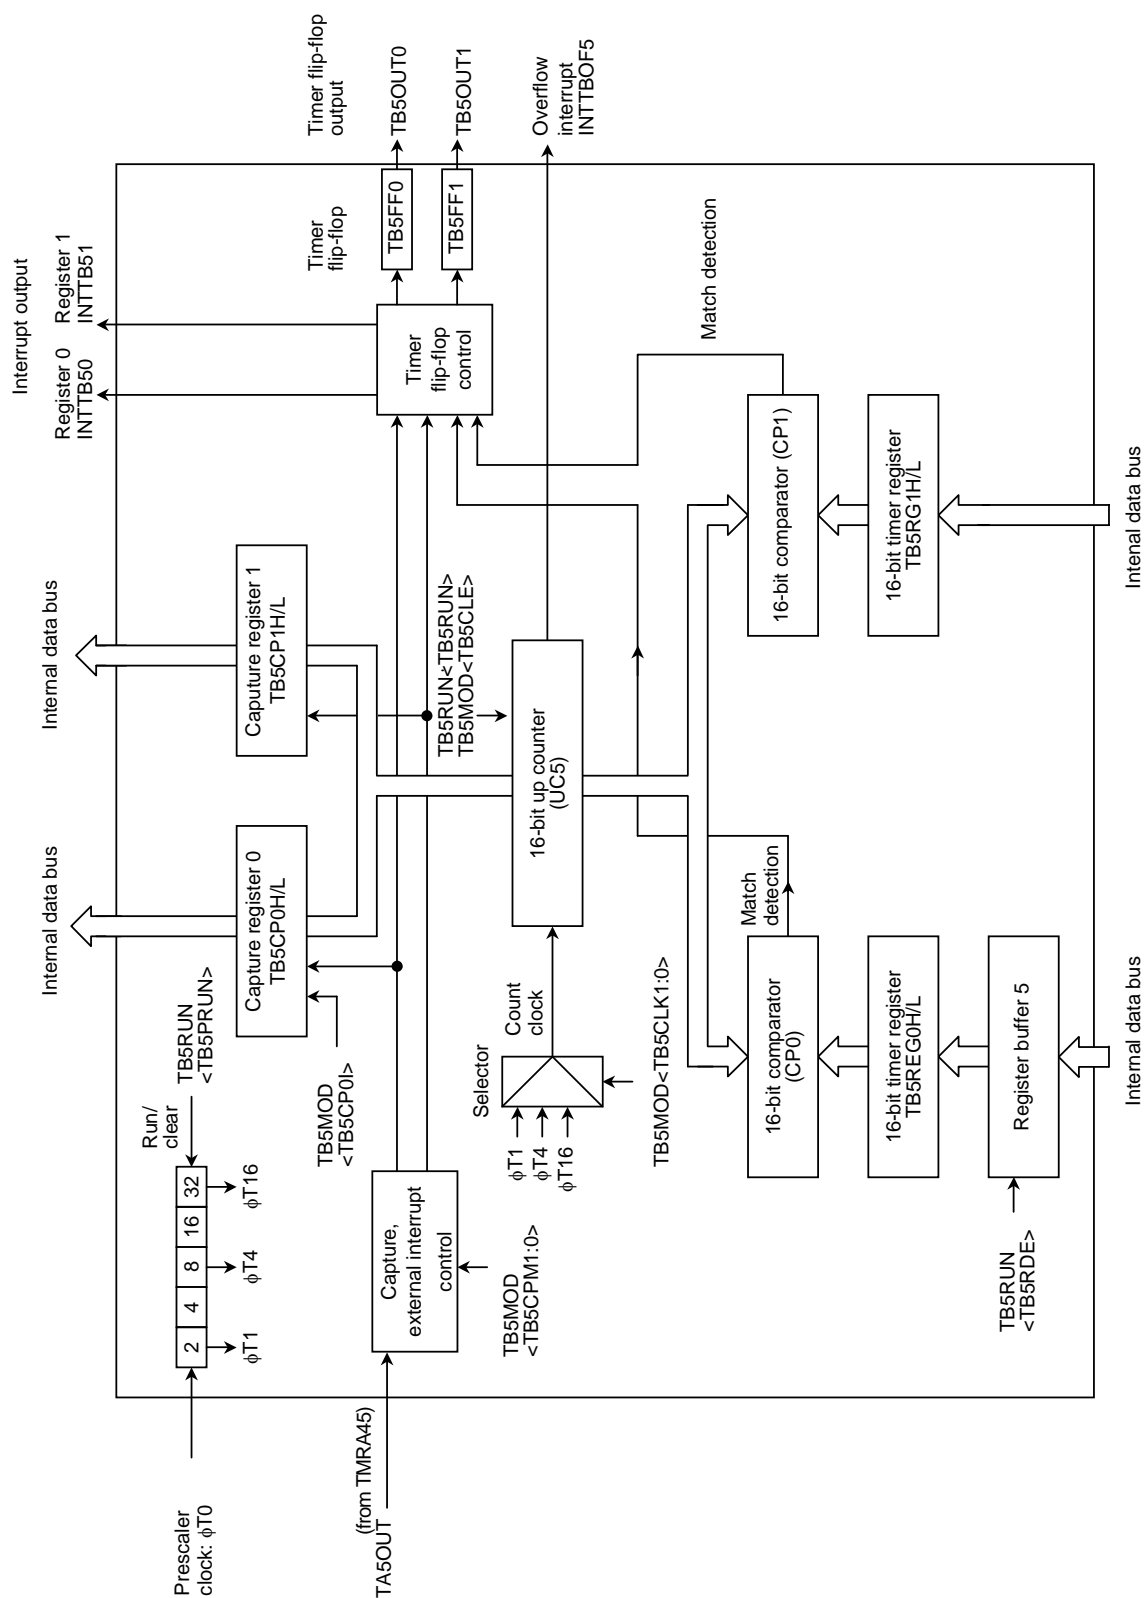 Internal data bus
Internal data bus
Interrupt output
Register 0
INTTB50
Register 1
INTTB51
Prescaler
clock: φT0
2
4
8
16
32
Run/
clear
TB5RUN
<TB5PRUN>
φT1
φT4
φT16
Capture register 0
TB5CP0H/L
Caputure register 1
TB5CP1H/L
Timer
flip-flop
Timer flip-flop
output
TB5MOD
<TB5CP0I>
(from TMRA45)
TA5OUT
Capture,
external interrupt
control
Timer
flip-flop
control
TB5FF0
TB5OUT0
TB5FF1
TB5OUT1
TB5RUN<TB5RUN>
TB5MOD<TB5CLE>
TB5MOD
<TB5CPM1:0>
Selector
φT1
φT4
φT16
Count
clock
16-bit up counter
(UC5)
Overflow
interrupt
INTTBOF5
TB5MOD<TB5CLK1:0>
Match
detection
Match detection
16-bit comparator
(CP0)
16-bit comparator (CP1)
16-bit timer register
TB5REG0H/L
16-bit timer register
TB5RG1H/L
TB5RUN
<TB5RDE>
Register buffer 5
Internal data bus
Intenal data bus